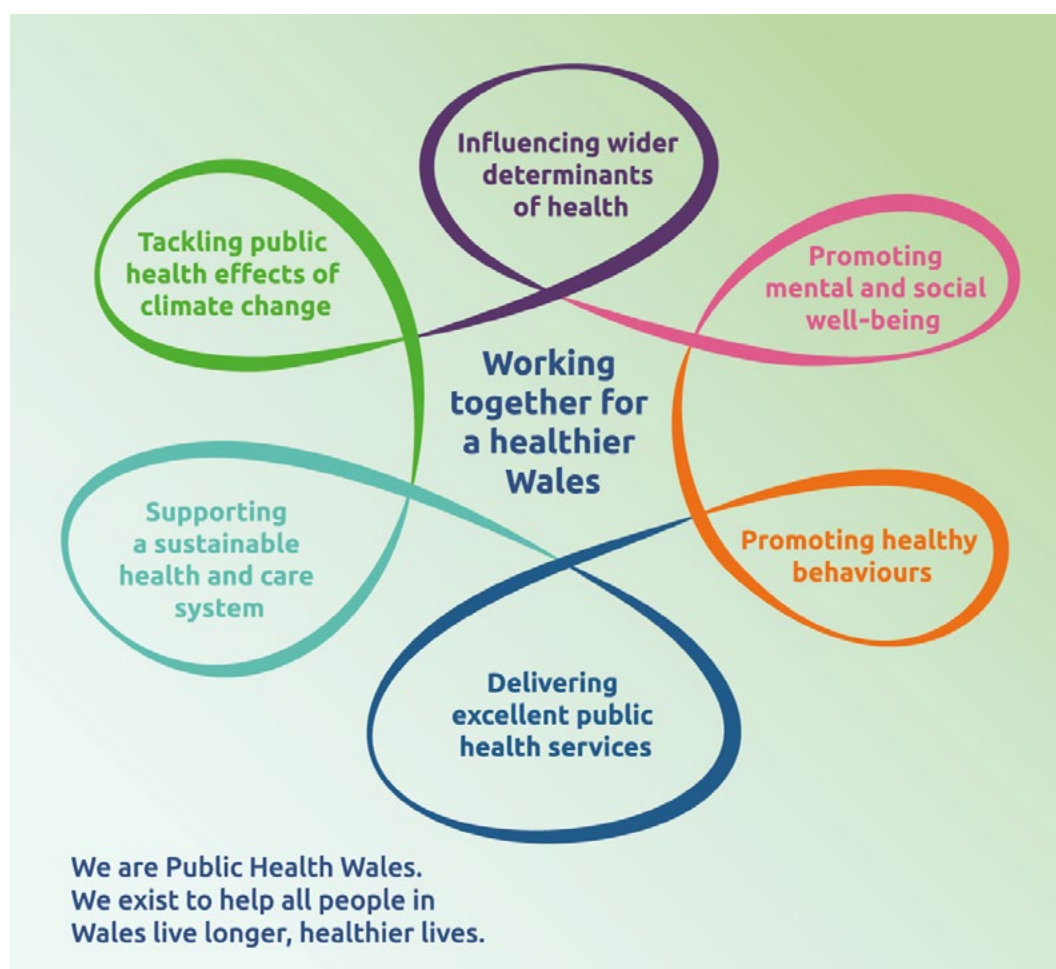 Influencing wider
determinants
of health
Tackling public
health effects of
climate change
Promoting
mental and social
well-being
Working
together for
a healthier
Wales
Supporting
a sustainable
health and care
system
Promoting healthy
behaviours
Delivering
excellent public
health services
We are Public Health Wales.
We exist to help all people in
Wales live longer, healthier lives.